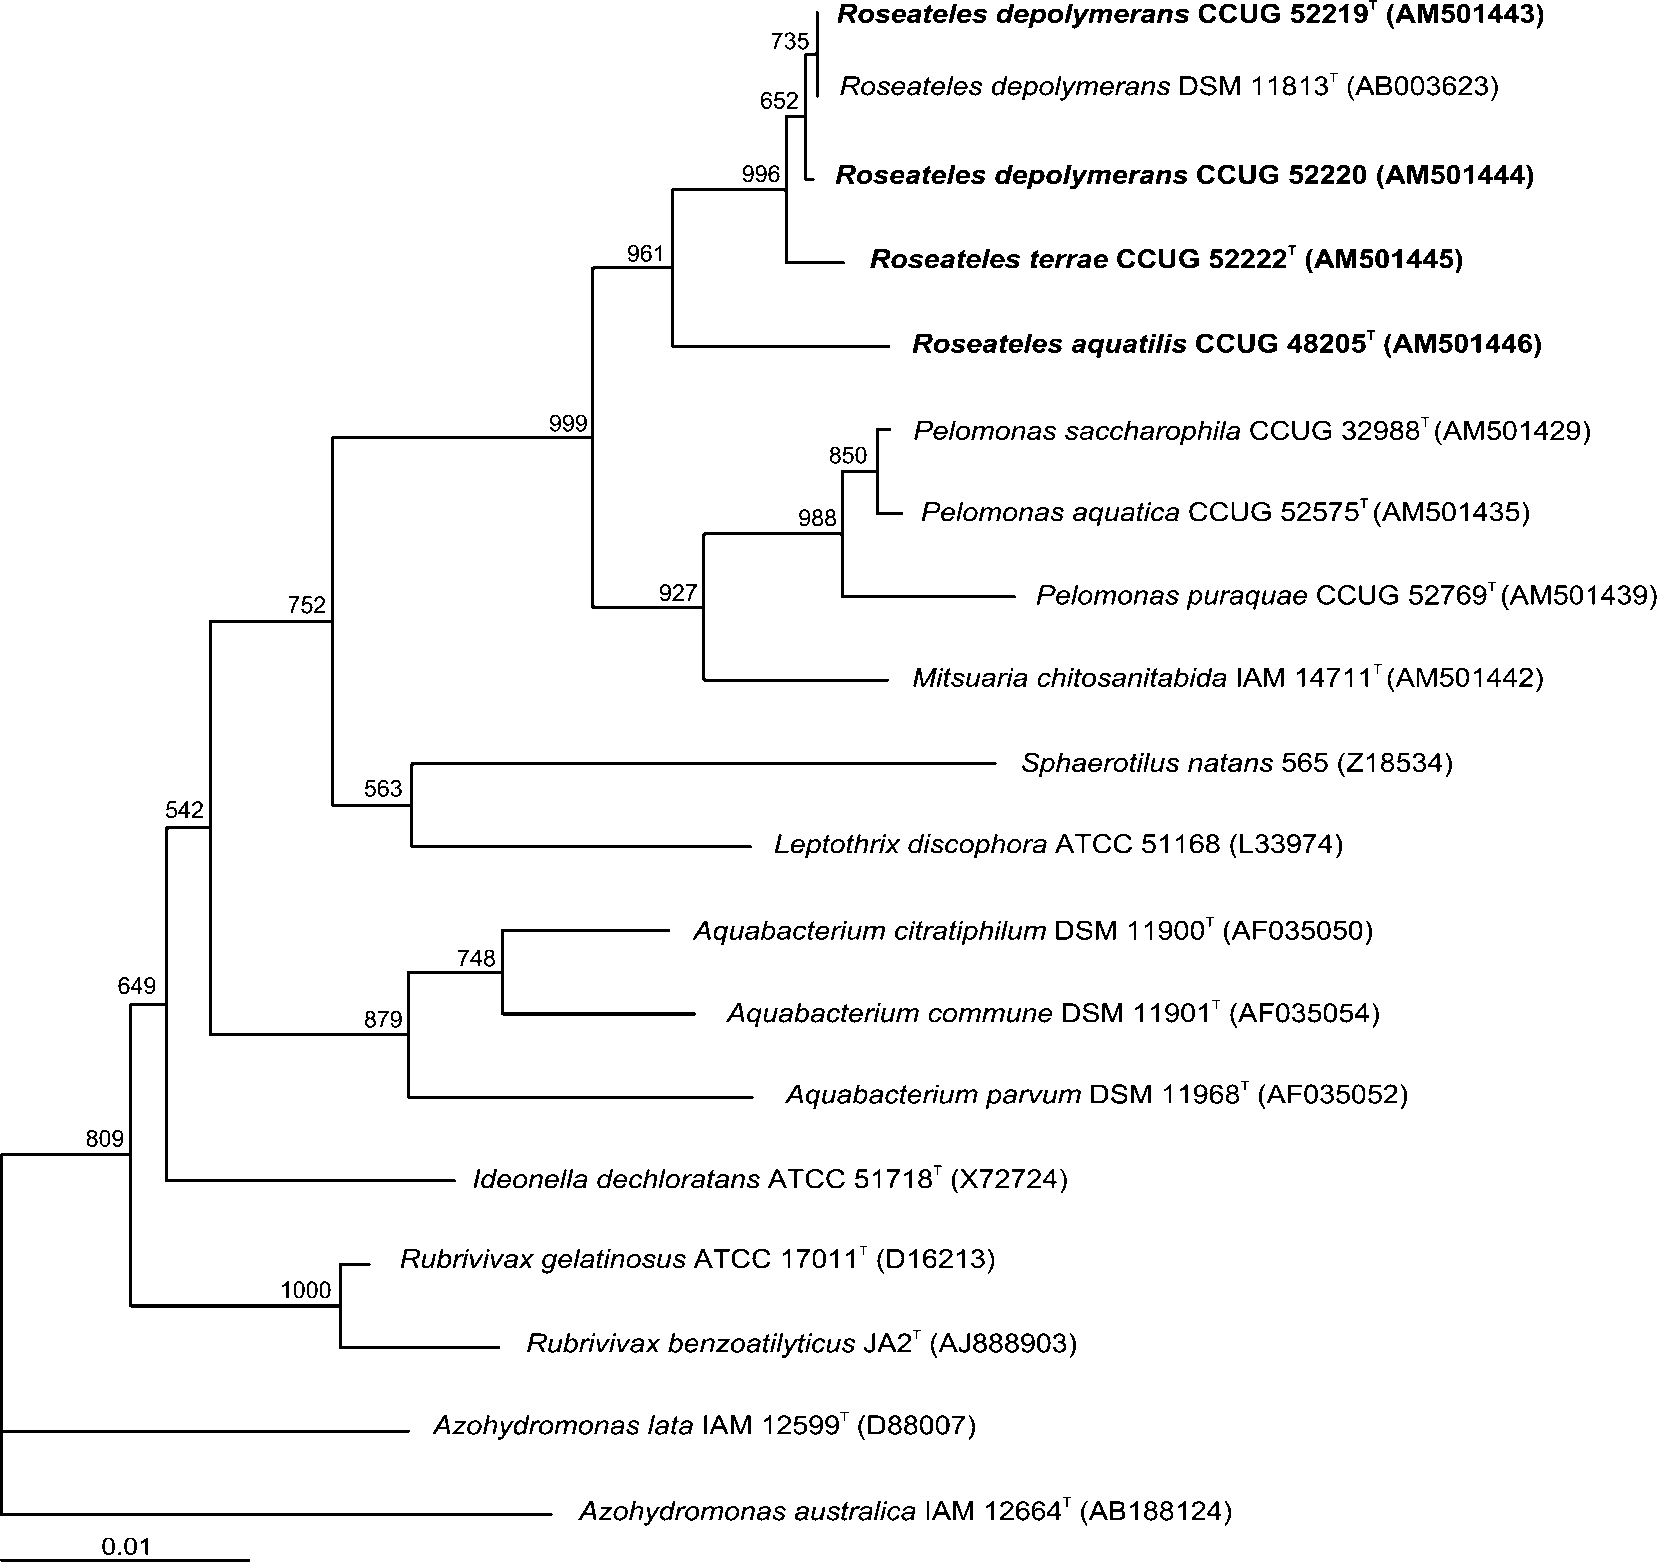 Roseateles depolymerans CCUG 52219ᵀ (AM501443)
735
Roseateles depolymerans DSM 11813ᵀ (AB003623)
652
996
Roseateles depolymerans CCUG 52220 (AM501444)
961
Roseateles terrae CCUG 52222ᵀ (AM501445)
Roseateles aquatilis CCUG 48205ᵀ (AM501446)
999
Pelomonas saccharophila CCUG 32988ᵀ (AM501429)
850
988
Pelomonas aquatica CCUG 52575ᵀ (AM501435)
927
Pelomonas puraquae CCUG 52769ᵀ (AM501439)
752
Mitsuaria chitosanitabida IAM 14711ᵀ (AM501442)
Sphaerotilus natans 565 (Z18534)
563
542
Leptothrix discophora ATCC 51168 (L33974)
Aquabacterium citratiphilum DSM 11900ᵀ (AF035050)
748
649
Aquabacterium commune DSM 11901ᵀ (AF035054)
879
Aquabacterium parvum DSM 11968ᵀ (AF035052)
809
Ideonella dechloratans ATCC 51718ᵀ (X72724)
Rubrivivax gelatinosus ATCC 17011ᵀ (D16213)
1000
Rubrivivax benzoatilyticus JA2ᵀ (AJ888903)
Azohydromonas lata IAM 12599ᵀ (D88007)
Azohydromonas australica IAM 12664ᵀ (AB188124)
0.01